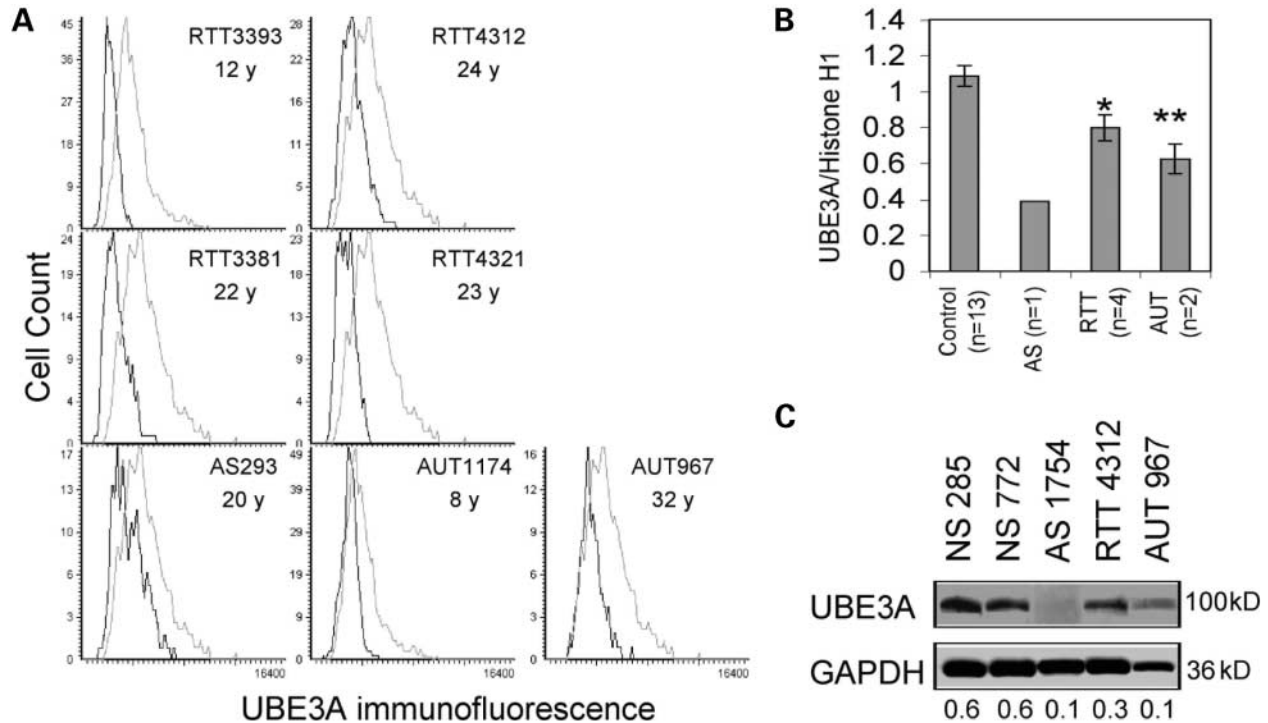 A
Cell Count
45
36
27
18
9
0
RTT3393
12 y
28
22
16
11
5
0
RTT4312
24 y
24
19
14
9
4
0
RTT3381
22 y
23
18
13
9
4
0
RTT4321
23 y
17
13
10
6
3
0
AS293
20 y
16400
49
39
29
19
9
0
AUT1174
8 y
16400
16
12
9
6
3
0
AUT967
32 y
16400
UBE3A immunofluorescence
B
UBE3A/Histone H1
1.4
1.2
1
0.8
0.6
0.4
0.2
0
*
**
Control
(n=13)
AS (n=1)
RTT
(n=4)
AUT
(n=2)
C
NS 285
NS 772
AS 1754
RTT 4312
AUT 967
UBE3A
100kD
GAPDH
36 kD
0.6 0.6 0.1 0.3 0.1